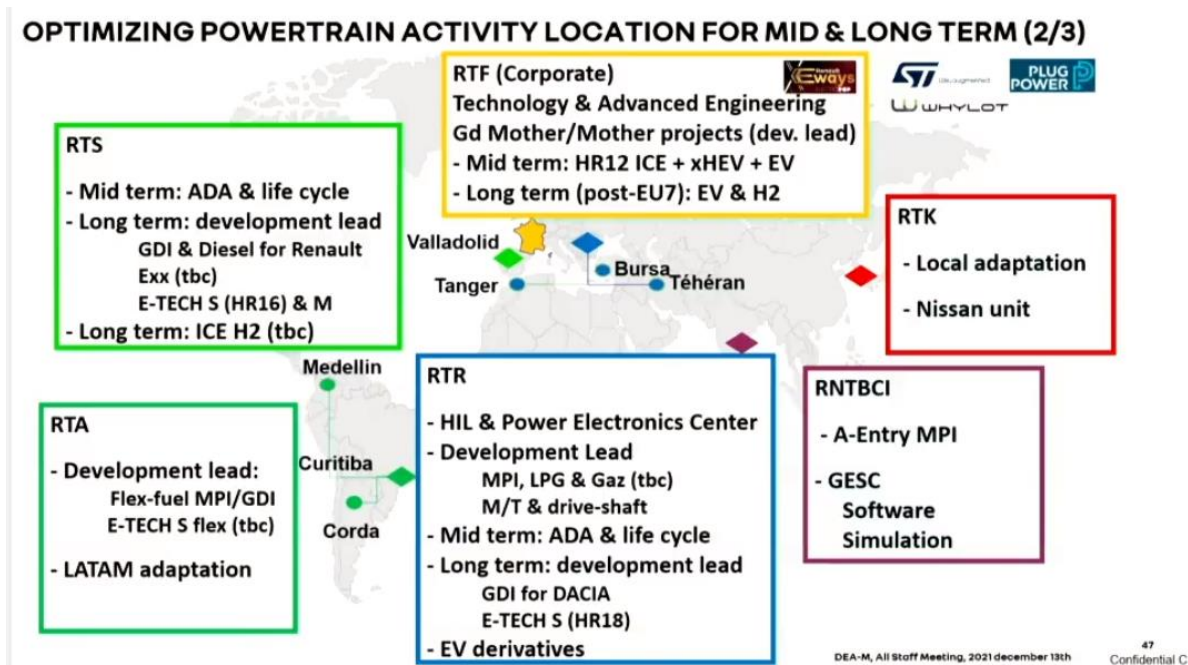 OPTIMIZING POWERTRAIN ACTIVITY LOCATION FOR MID & LONG TERM (2/3)
RTF (Corporate)
Technology & Advanced Engineering
Gd Mother/Mother projects (dev. lead)
- Mid term: HR12 ICE + xHEV + EV
- Long term (post-EU7): EV & H2
Renault
Eways
ST life.augmented
PLUG
POWER
WHYLOT
RTS
- Mid term: ADA & life cycle
- Long term: development lead
GDI & Diesel for Renault
Exx (tbc)
E-TECH S (HR16) & M
- Long term: ICE H2 (tbc)
Valladolid
Tanger
Bursa
Téhéran
RTK
- Local adaptation
- Nissan unit
Medellin
Curitiba
Corda
RTA
- Development lead:
Flex-fuel MPI/GDI
E-TECH S flex (tbc)
- LATAM adaptation
RTR
- HIL & Power Electronics Center
- Development Lead
MPI, LPG & Gaz (tbc)
M/T & drive-shaft
- Mid term: ADA & life cycle
- Long term: development lead
GDI for DACIA
E-TECH S (HR18)
- EV derivatives
RNTBCI
- A-Entry MPI
- GESC
Software
Simulation
DEA-M, All Staff Meeting, 2021 december 13th
47
Confidential C